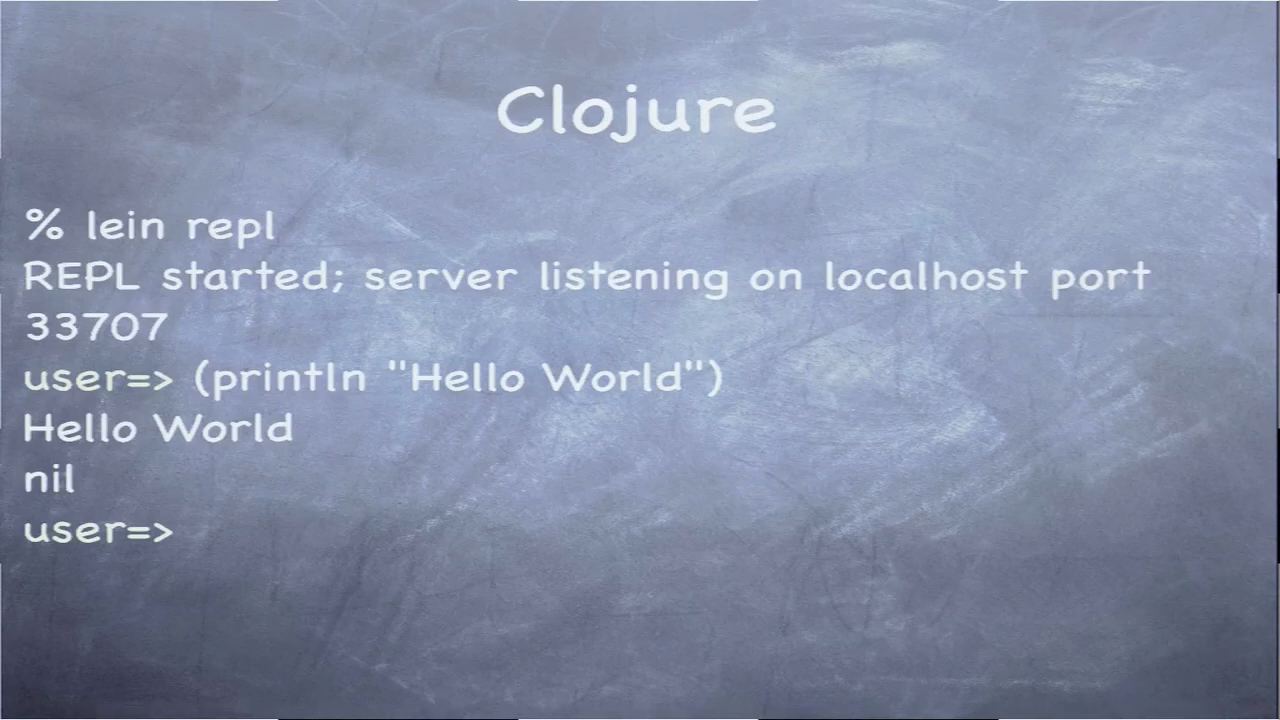 Clojure
% lein repl
REPL started; server listening on localhost port
33707
user=> (println "Hello World")
Hello World
nil
user=>